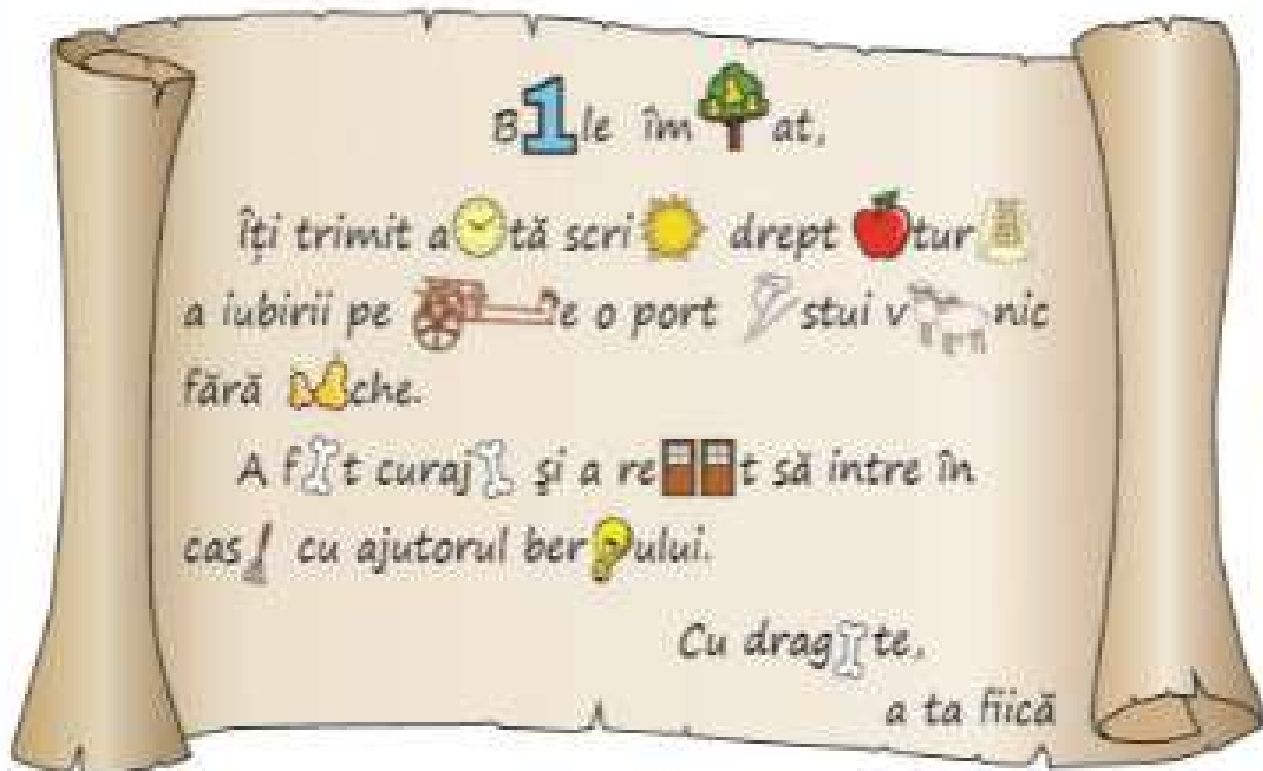 B1le îm at,
Îți trimit a tă scri drept tur
a iubirii pe e o port stui v nic
fără che.
A f t curaj și a re t să intre în
cas cu ajutorul ber ului.
Cu drag te,
a ta fiică